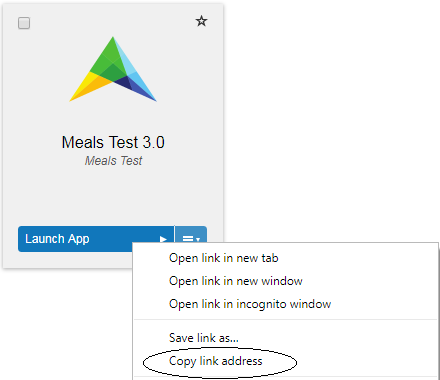 Meals Test 3.0
Meals Test
Launch App
Open link in new tab
Open link in new window
Open link in incognito window
Save link as...
Copy link address